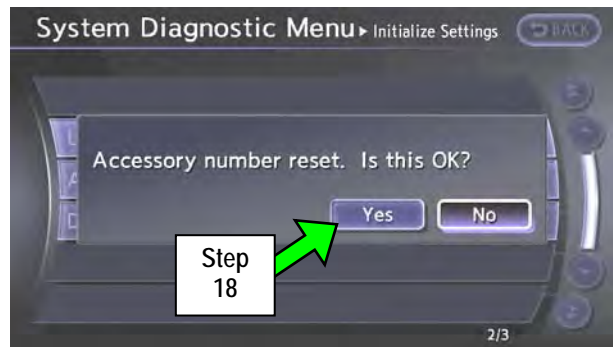 System Diagnostic Menu ▸ Initialize Settings BACK
L
A
D
Accessory number reset. Is this OK?
Yes No
Step
18
2/3